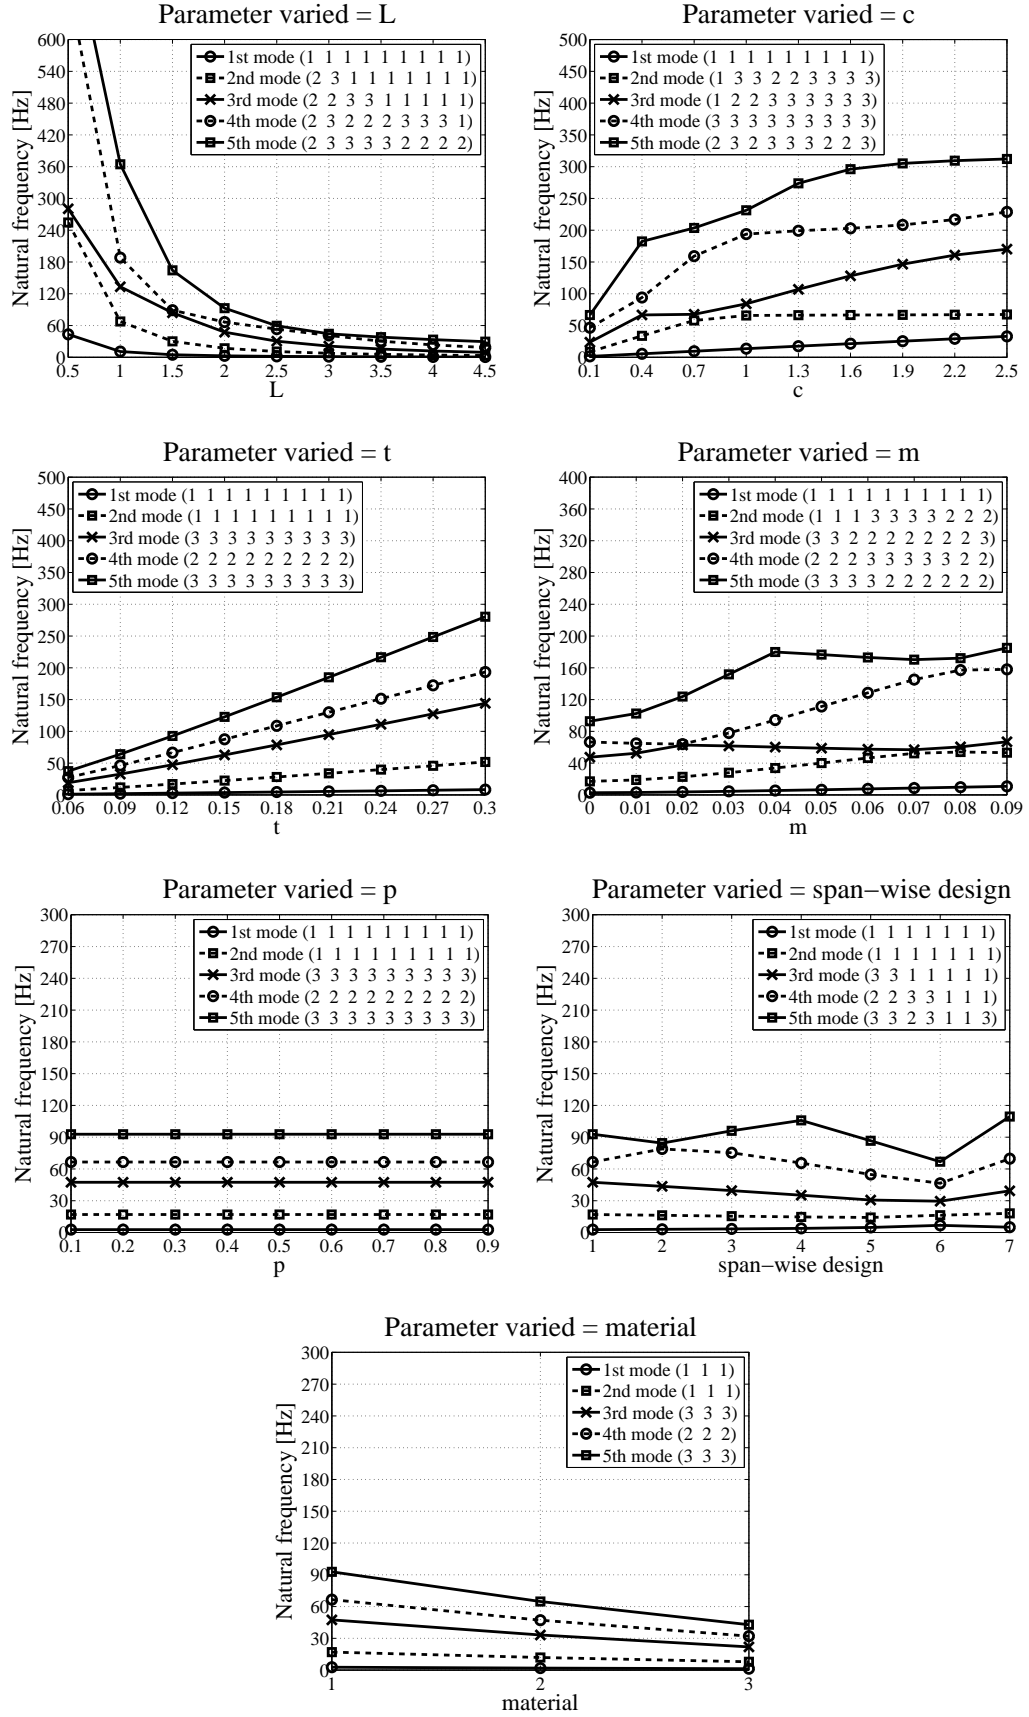 Parameter varied = L
Natural frequency [Hz]
600
540
480
420
360
300
240
180
120
60
0
1st mode (1 1 1 1 1 1 1 1 1)
2nd mode (2 3 1 1 1 1 1 1 1)
3rd mode (2 2 3 3 1 1 1 1 1)
4th mode (2 3 2 2 2 3 3 3 1)
5th mode (2 3 3 3 3 2 2 2 2)
0.5 1 1.5 2 2.5 3 3.5 4 4.5
L
Parameter varied = c
Natural frequency [Hz]
500
450
400
350
300
250
200
150
100
50
0
1st mode (1 1 1 1 1 1 1 1 1)
2nd mode (1 3 3 2 2 3 3 3 3)
3rd mode (1 2 2 3 3 3 3 3 3)
4th mode (3 3 3 3 3 3 3 3 3)
5th mode (2 3 2 3 3 3 2 2 3)
0.1 0.4 0.7 1 1.3 1.6 1.9 2.2 2.5
c
Parameter varied = t
Natural frequency [Hz]
500
450
400
350
300
250
200
150
100
50
0
1st mode (1 1 1 1 1 1 1 1 1)
2nd mode (1 1 1 1 1 1 1 1 1)
3rd mode (3 3 3 3 3 3 3 3 3)
4th mode (2 2 2 2 2 2 2 2 2)
5th mode (3 3 3 3 3 3 3 3 3)
0.06 0.09 0.12 0.15 0.18 0.21 0.24 0.27 0.3
t
Parameter varied = m
Natural frequency [Hz]
400
360
320
280
240
200
160
120
80
40
0
1st mode (1 1 1 1 1 1 1 1 1 1)
2nd mode (1 1 1 3 3 3 3 2 2 2)
3rd mode (3 3 2 2 2 2 2 2 2 3)
4th mode (2 2 2 3 3 3 3 3 2 2)
5th mode (3 3 3 3 2 2 2 2 2 2)
0 0.01 0.02 0.03 0.04 0.05 0.06 0.07 0.08 0.09
m
Parameter varied = p
Natural frequency [Hz]
300
270
240
210
180
150
120
90
60
30
0
1st mode (1 1 1 1 1 1 1 1 1)
2nd mode (1 1 1 1 1 1 1 1 1)
3rd mode (3 3 3 3 3 3 3 3 3)
4th mode (2 2 2 2 2 2 2 2 2)
5th mode (3 3 3 3 3 3 3 3 3)
0.1 0.2 0.3 0.4 0.5 0.6 0.7 0.8 0.9
p
Parameter varied = span−wise design
Natural frequency [Hz]
300
270
240
210
180
150
120
90
60
30
0
1st mode (1 1 1 1 1 1 1)
2nd mode (1 1 1 1 1 1 1)
3rd mode (3 3 1 1 1 1 1)
4th mode (2 2 3 3 1 1 1)
5th mode (3 3 2 3 1 1 3)
1 2 3 4 5 6 7
span−wise design
Parameter varied = material
Natural frequency [Hz]
300
270
240
210
180
150
120
90
60
30
0
1st mode (1 1 1)
2nd mode (1 1 1)
3rd mode (3 3 3)
4th mode (2 2 2)
5th mode (3 3 3)
1 2 3
material